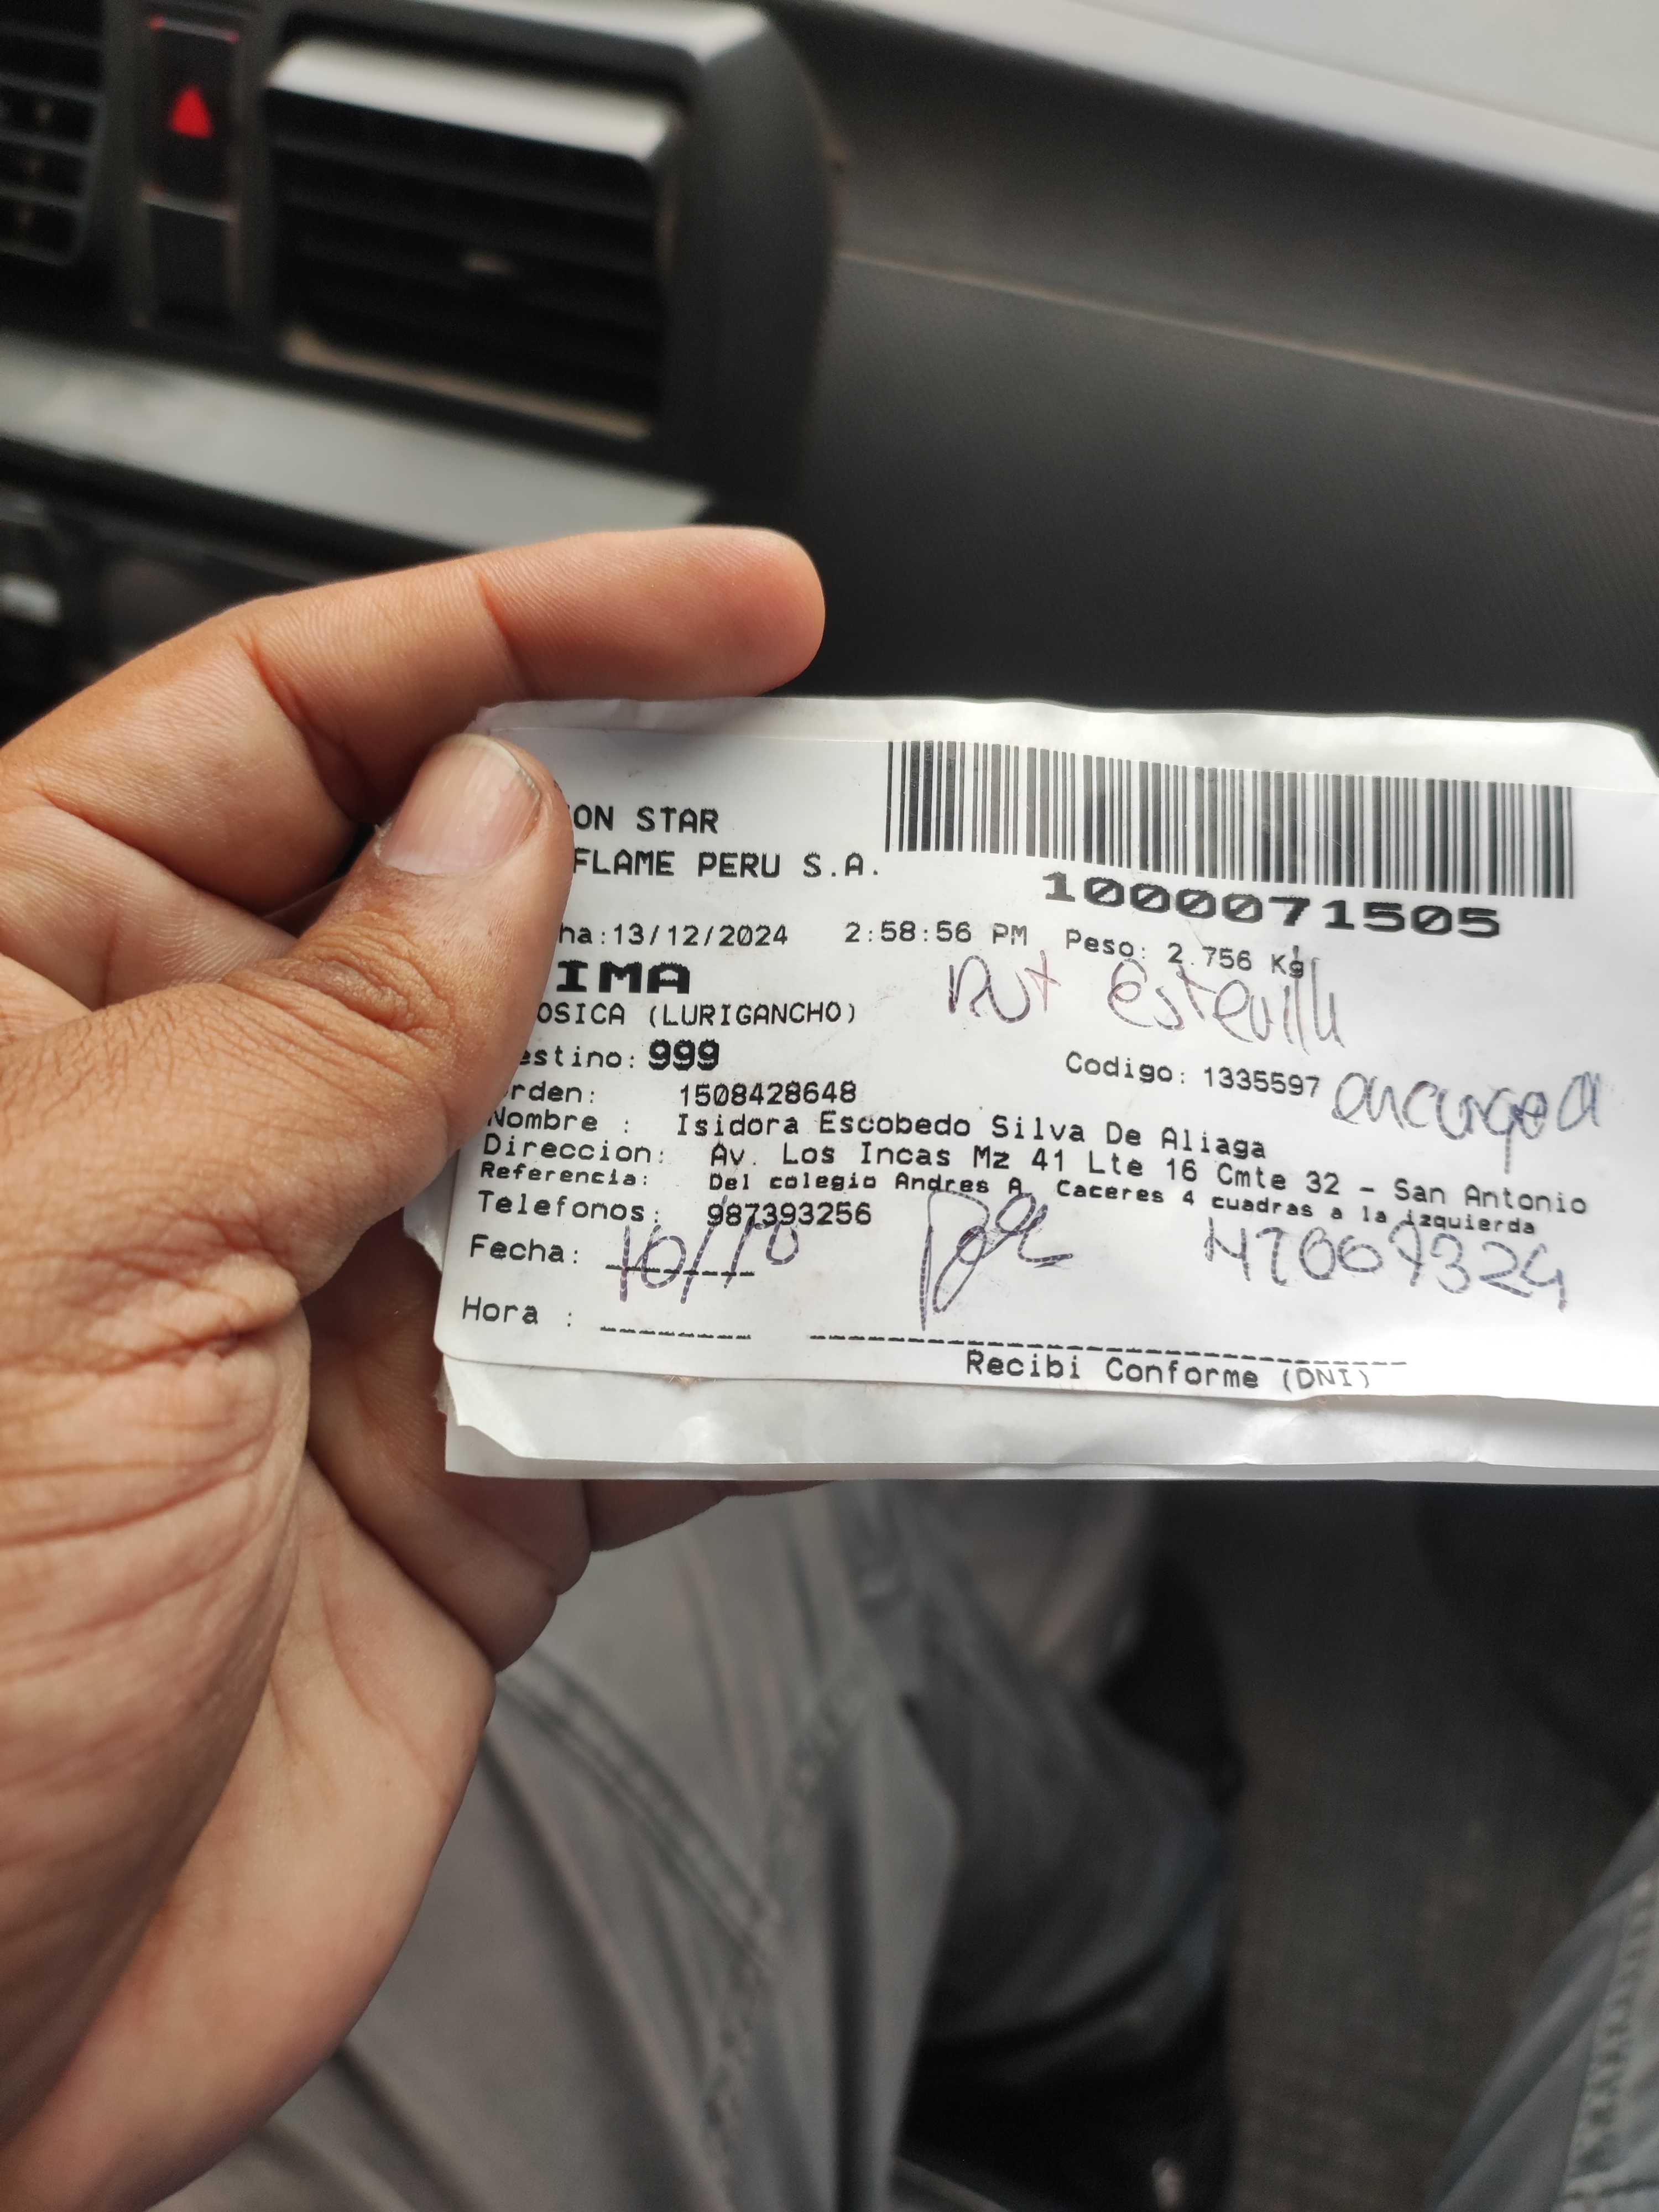 ON STAR
FLAME PERU S.A.
1000071505
ha:13/12/2024 2:58:56 PM Peso: 2.756 Kg
IMA
OSICA (LURIGANCHO)
estino: 999
Codigo: 1335597
rden: 1508428648
Nombre : Isidora Escobedo Silva De Aliaga
Direccion: Av. Los Incas Mz 41 Lte 16 Cmte 32 - San Antonio
Referencia: Del colegio Andres A. Caceres 4 cuadras a la izquierda
Telefonos: 987393256
Fecha: 10/10
Hora :
Recibi Conforme (DNI)